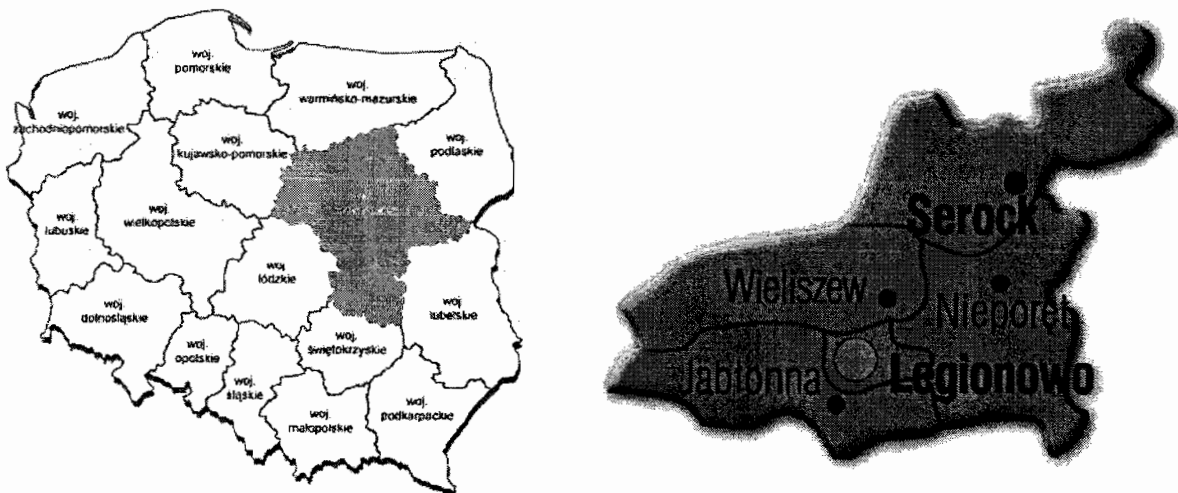 woj.
pomorskie
woj.
warmińsko-mazurskie
woj.
zachodniopomorskie
woj.
kujawsko-pomorskie
woj.
podlaskie
woj.
lubuskie
woj.
wielkopolskie
woj.
łódzkie
woj.
dolnośląskie
woj.
opolskie
woj.
śląskie
woj.
świętokrzyskie
woj.
lubelskie
woj.
małopolskie
woj.
podkarpackie
Serock
Wieliszew
Nieporęt
Jabłonna
Legionowo